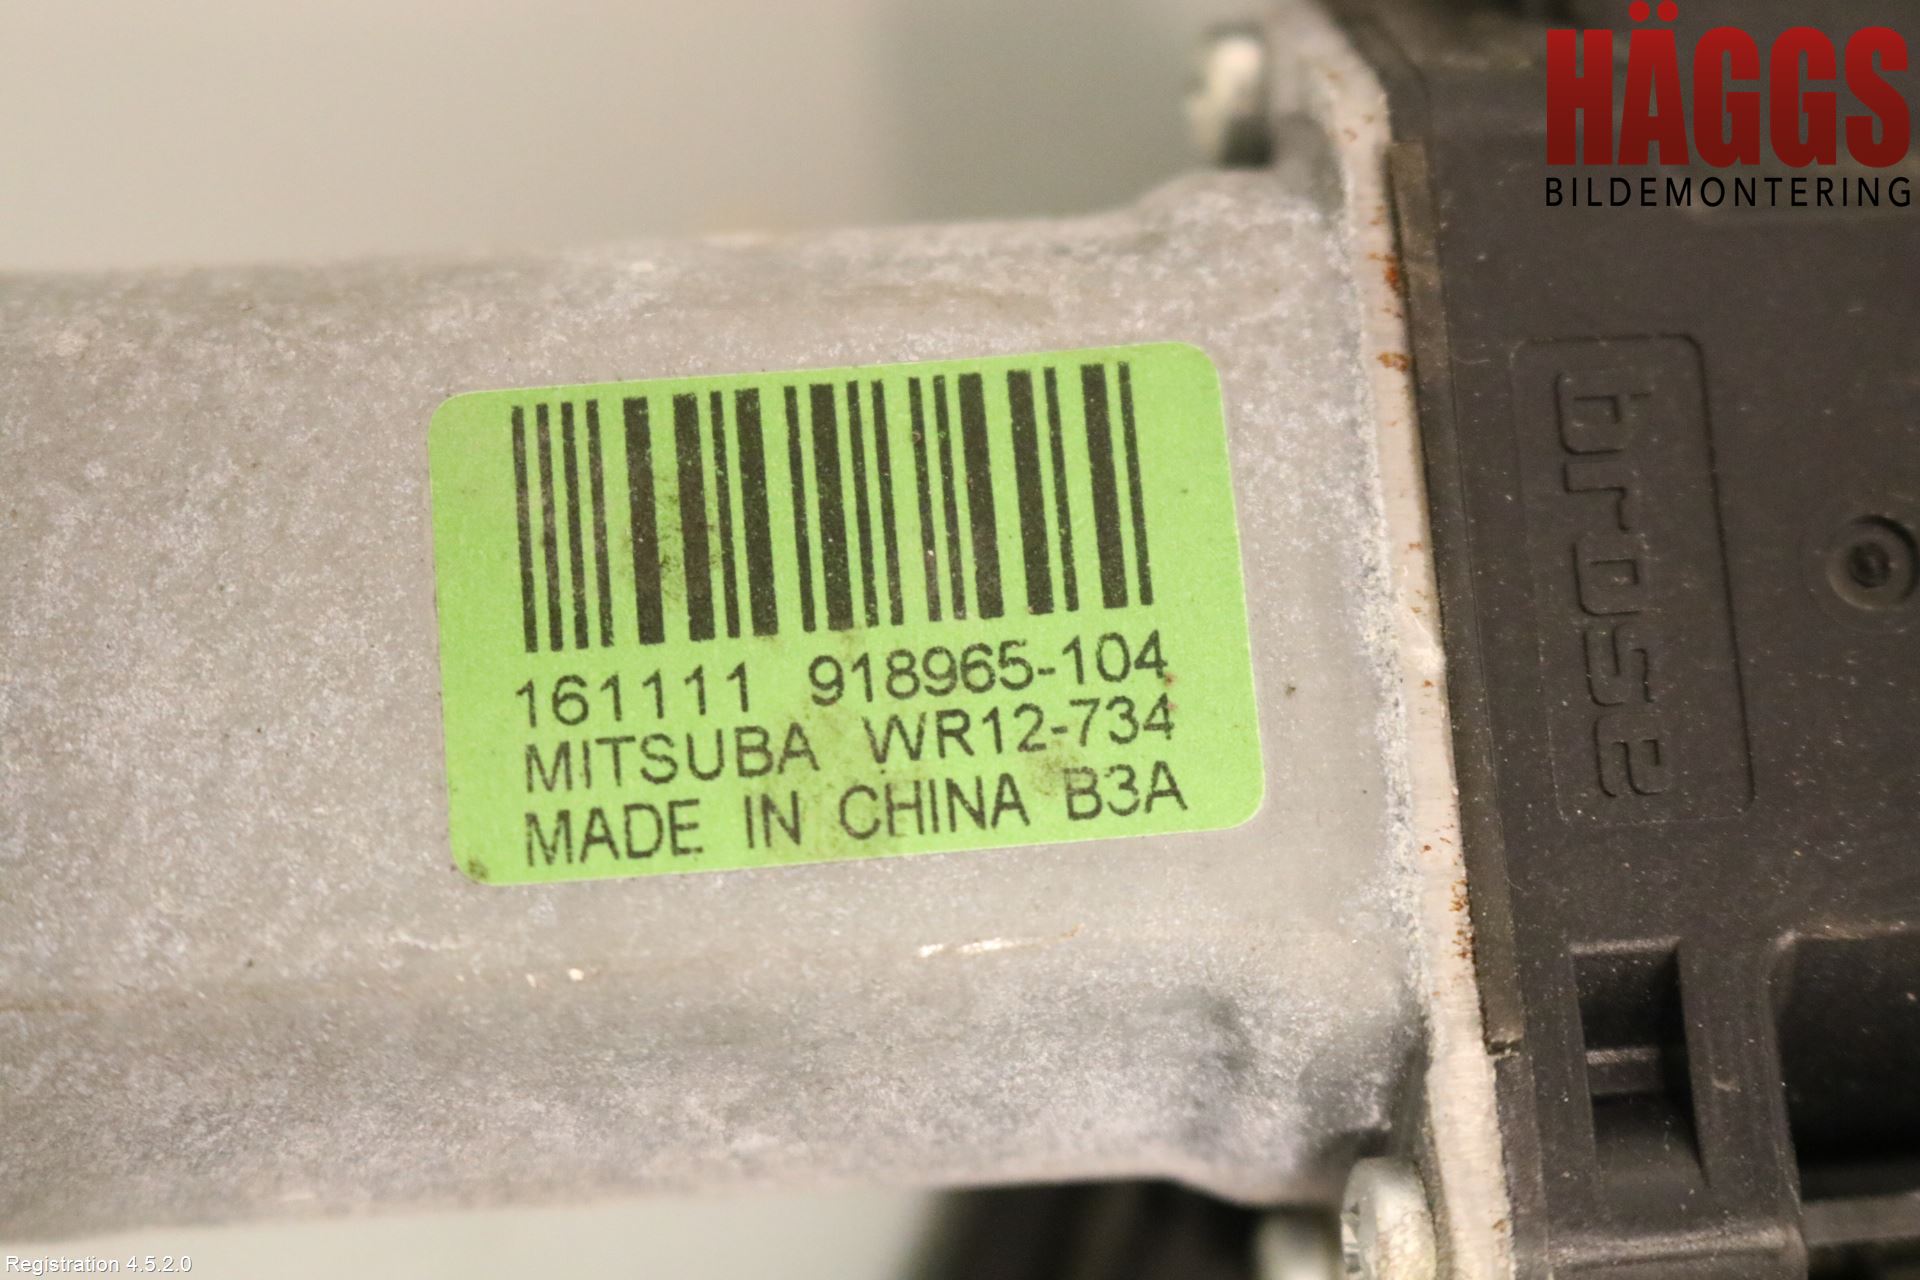 HÄGGS
BILDEMONTERING
161111 918965-104
MITSUBA WR12-734
MADE IN CHINA B3A
brose
Registration 4.5.2.0